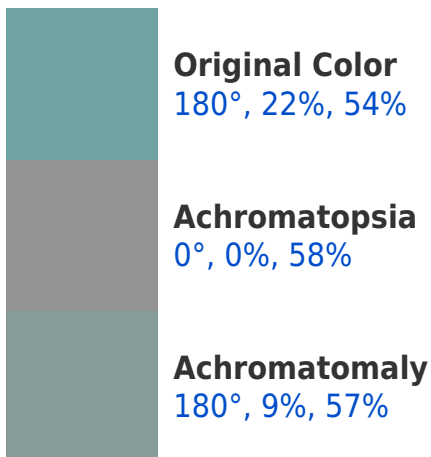 Original Color
180°, 22%, 54%
Achromatopsia
0°, 0%, 58%
Achromatomaly
180°, 9%, 57%